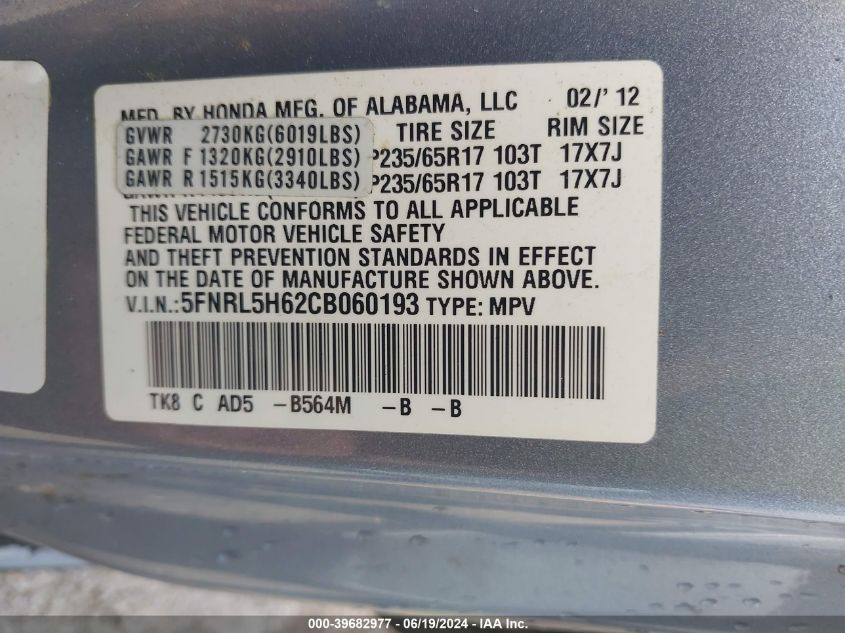 MFD. BY HONDA MFG. OF ALABAMA, LLC 02/' 12
GVWR 2730KG(6019LBS) TIRE SIZE RIM SIZE
GAWR F 1320KG(2910LBS) P235/65R17 103T 17X7J
GAWR R 1515KG(3340LBS) P235/65R17 103T 17X7J
THIS VEHICLE CONFORMS TO ALL APPLICABLE
FEDERAL MOTOR VEHICLE SAFETY
AND THEFT PREVENTION STANDARDS IN EFFECT
ON THE DATE OF MANUFACTURE SHOWN ABOVE.
V.I.N.:5FNRL5H62CB060193 TYPE: MPV
TK8 C AD5 -B564M -B -B
000-39682977 - 06/19/2024 - IAA Inc.